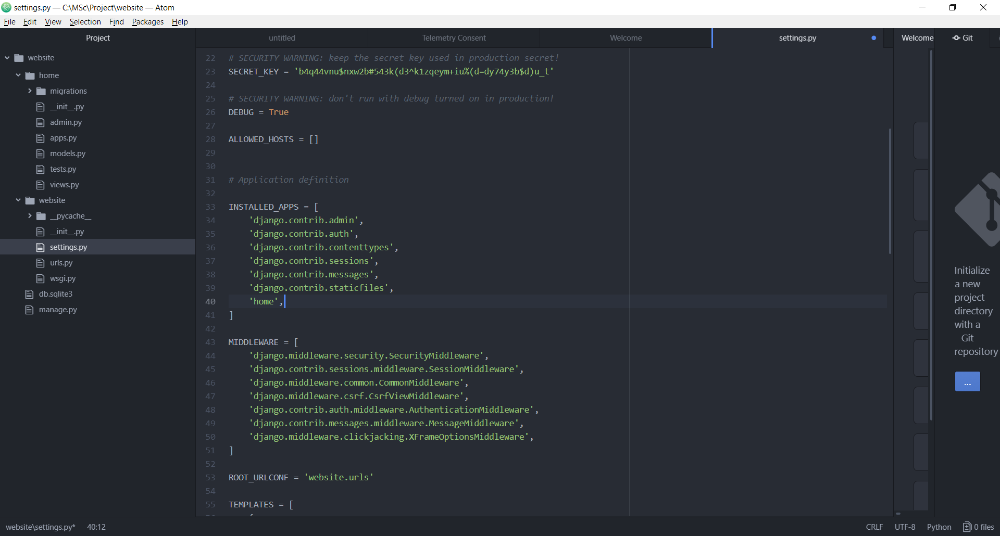 settings.py — C:\MSc\Project\website — Atom
File Edit View Selection Find Packages Help
Project
website
home
migrations
__init__.py
admin.py
apps.py
models.py
tests.py
views.py
website
__pycache__
__init__.py
settings.py
urls.py
wsgi.py
db.sqlite3
manage.py
untitled Telemetry Consent Welcome settings.py Welcome Git
22 # SECURITY WARNING: keep the secret key used in production secret!
23 SECRET_KEY = 'b4q44vnu$nxw2b#543k(d3^k1zqeym+iu%(d=dy74y3b$d)u_t'
24
25 # SECURITY WARNING: don't run with debug turned on in production!
26 DEBUG = True
27
28 ALLOWED_HOSTS = []
29
30
31 # Application definition
32
33 INSTALLED_APPS = [
34 'django.contrib.admin',
35 'django.contrib.auth',
36 'django.contrib.contenttypes',
37 'django.contrib.sessions',
38 'django.contrib.messages',
39 'django.contrib.staticfiles',
40 'home',
41 ]
42
43 MIDDLEWARE = [
44 'django.middleware.security.SecurityMiddleware',
45 'django.contrib.sessions.middleware.SessionMiddleware',
46 'django.middleware.common.CommonMiddleware',
47 'django.middleware.csrf.CsrfViewMiddleware',
48 'django.contrib.auth.middleware.AuthenticationMiddleware',
49 'django.contrib.messages.middleware.MessageMiddleware',
50 'django.middleware.clickjacking.XFrameOptionsMiddleware',
51 ]
52
53 ROOT_URLCONF = 'website.urls'
54
55 TEMPLATES = [
Initialize
a new
project
directory
with a
Git
repository
...
website\settings.py* 40:12 CRLF UTF-8 Python 0 files